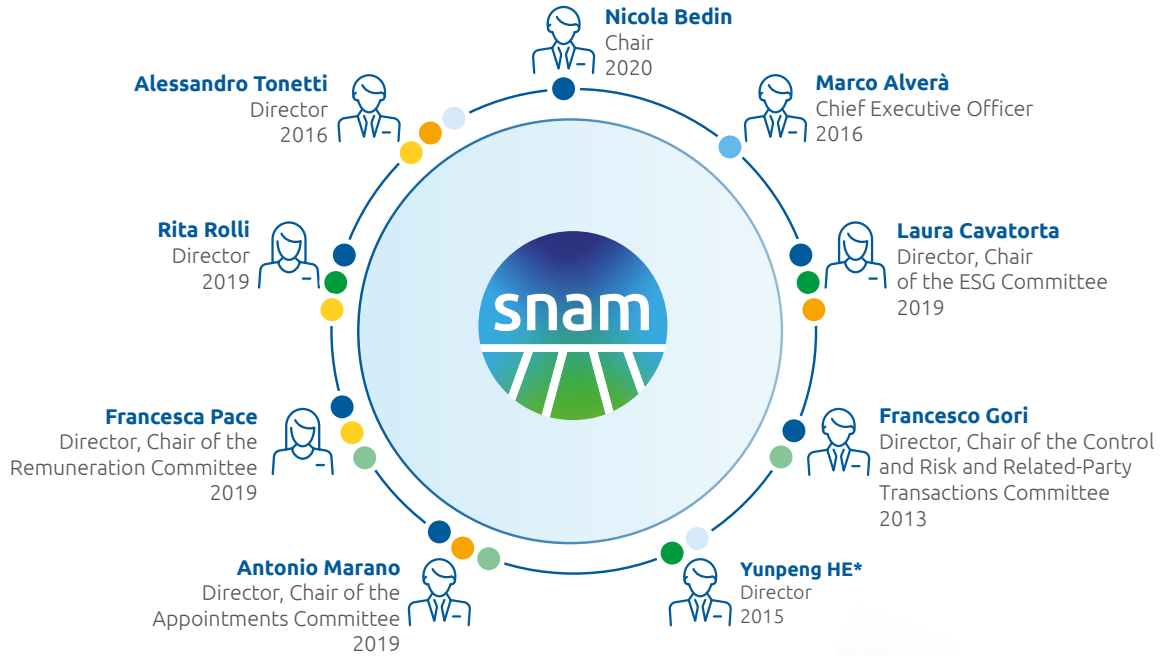 Nicola Bedin
Chair
2020
Marco Alverà
Chief Executive Officer
2016
Laura Cavatorta
Director, Chair
of the ESG Committee
2019
Francesco Gori
Director, Chair of the Control
and Risk and Related-Party
Transactions Committee
2013
Yunpeng HE*
Director
2015
Antonio Marano
Director, Chair of the
Appointments Committee
2019
Francesca Pace
Director, Chair of the
Remuneration Committee
2019
Rita Rolli
Director
2019
Alessandro Tonetti
Director
2016
snam